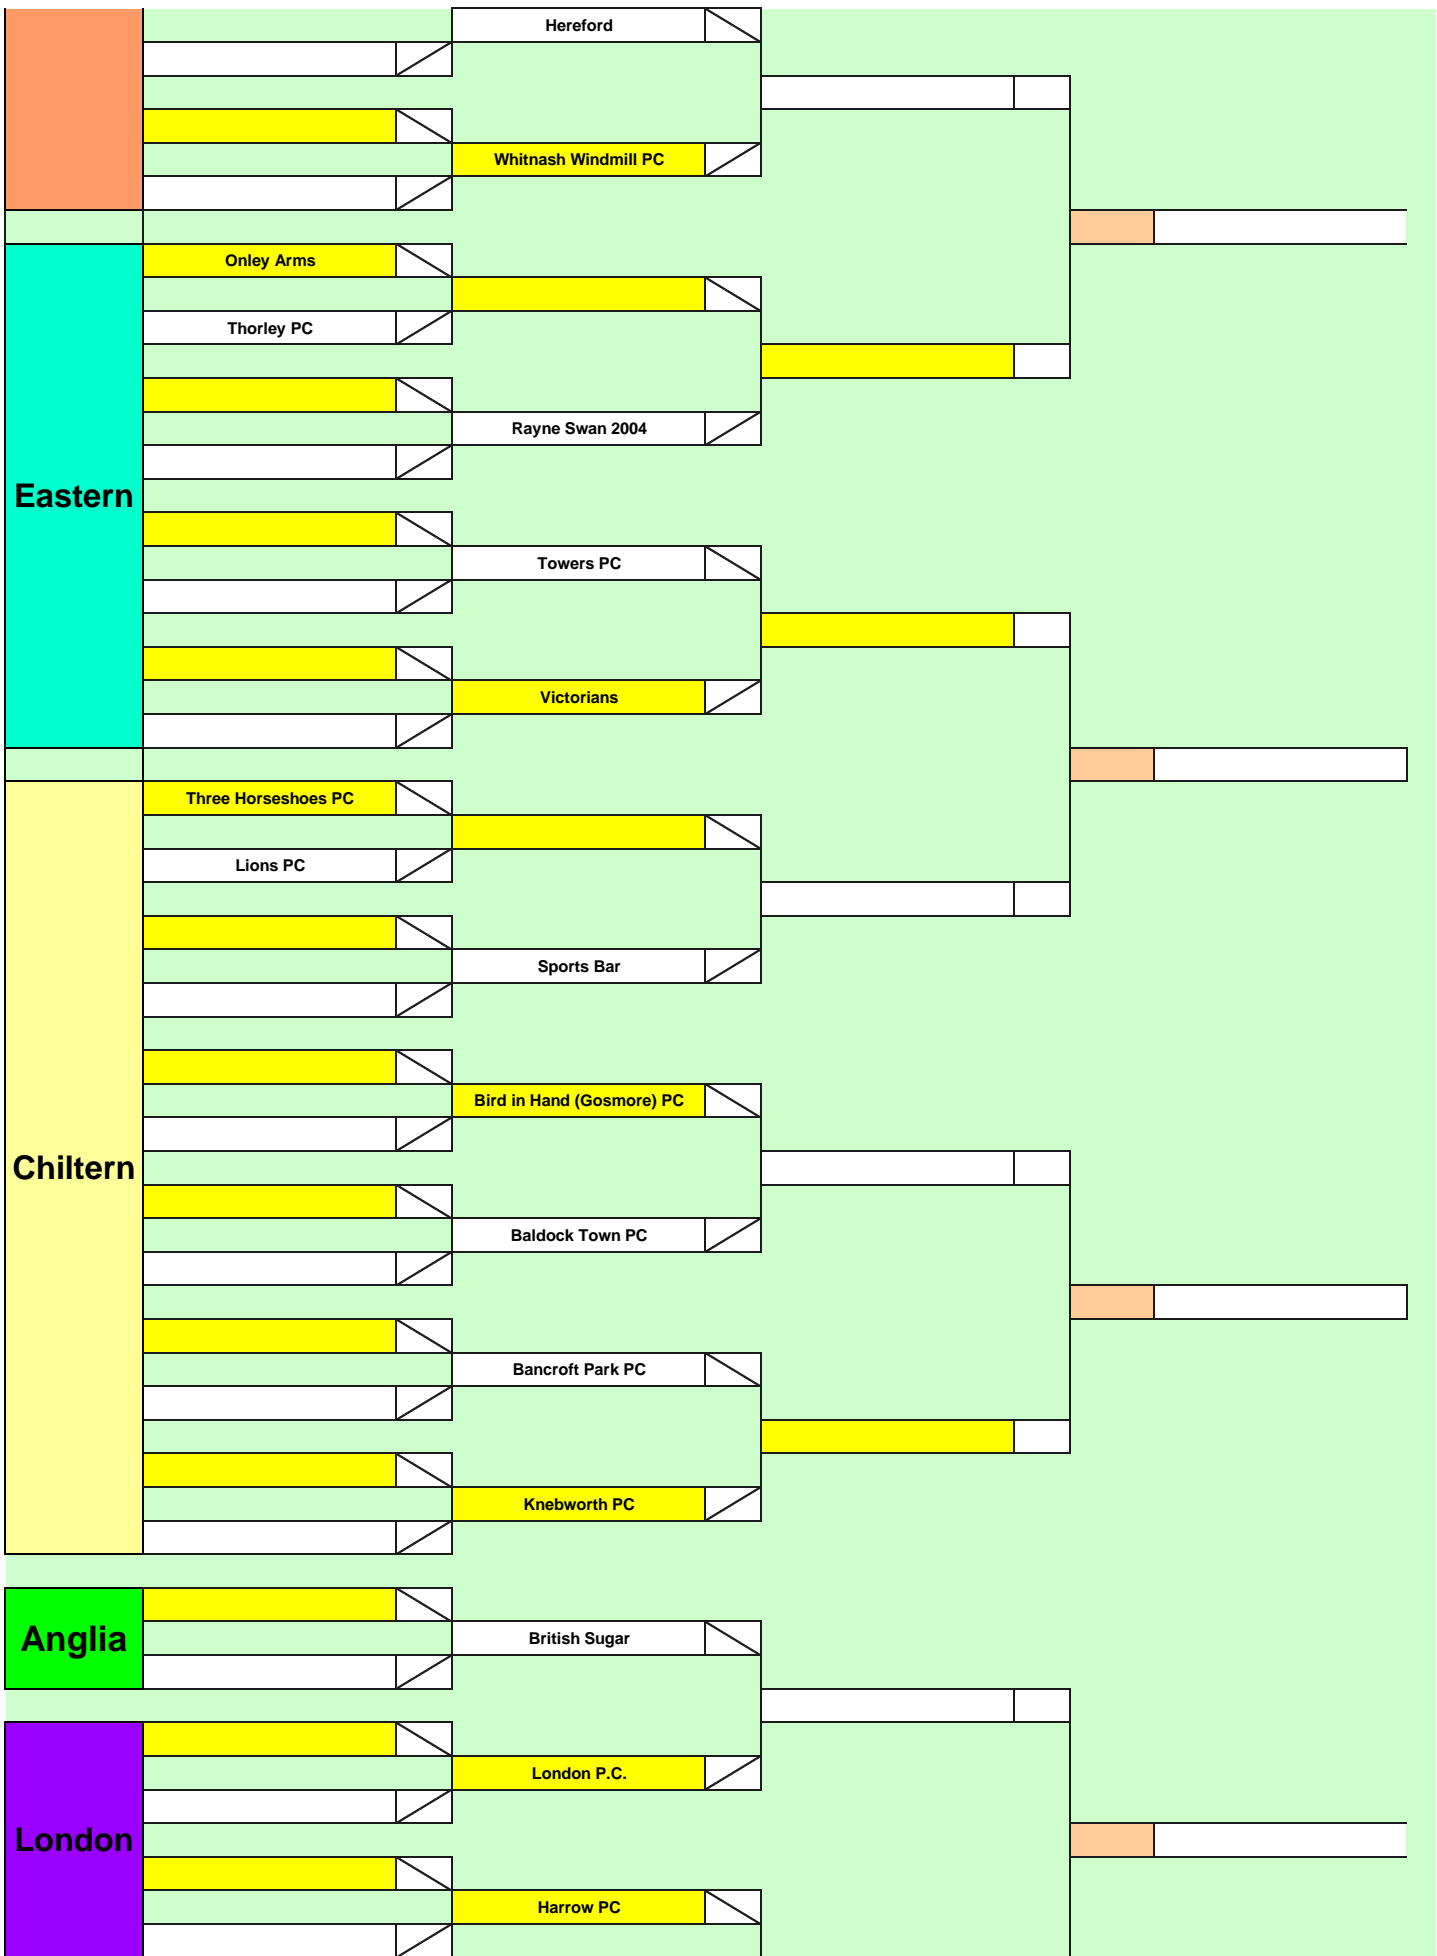 Hereford
Whitnash Windmill PC
Onley Arms
Thorley PC
Rayne Swan 2004
Eastern
Towers PC
Victorians
Three Horseshoes PC
Lions PC
Sports Bar
Bird in Hand (Gosmore) PC
Chiltern
Baldock Town PC
Bancroft Park PC
Knebworth PC
Anglia
British Sugar
London P.C.
London
Harrow PC